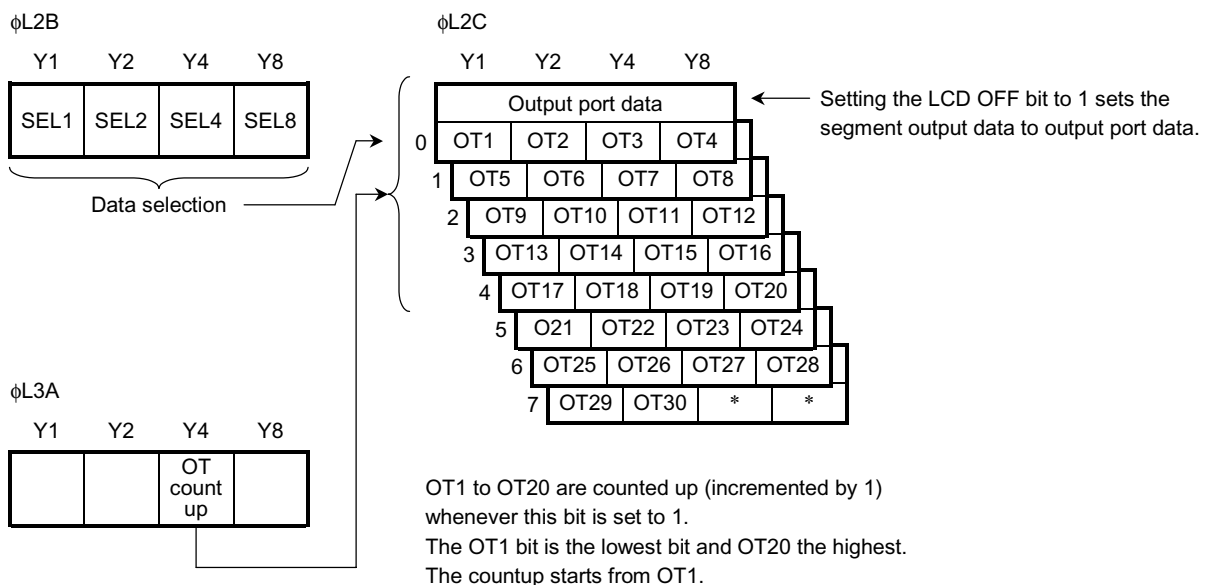 ϕL2B
Y1 Y2 Y4 Y8
SEL1 SEL2 SEL4 SEL8
Data selection
ϕL2C
Y1 Y2 Y4 Y8
Output port data
0 OT1 OT2 OT3 OT4
1 OT5 OT6 OT7 OT8
2 OT9 OT10 OT11 OT12
3 OT13 OT14 OT15 OT16
4 OT17 OT18 OT19 OT20
5 O21 OT22 OT23 OT24
6 OT25 OT26 OT27 OT28
7 OT29 OT30 * *
Setting the LCD OFF bit to 1 sets the
segment output data to output port data.
ϕL3A
Y1 Y2 Y4 Y8
OT
count
up
OT1 to OT20 are counted up (incremented by 1)
whenever this bit is set to 1.
The OT1 bit is the lowest bit and OT20 the highest.
The countup starts from OT1.